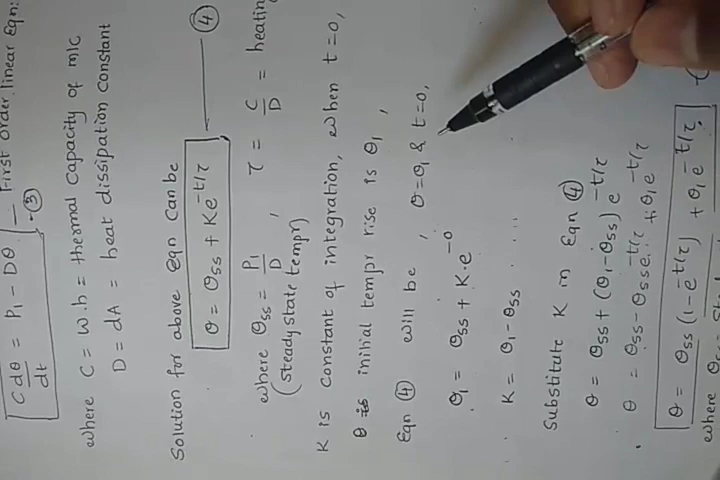 C dθ/dt = P1 - Dθ — (3) First order linear Eqn:
where C = W.h = thermal capacity of m/c
D = dA = heat dissipation constant
Solution for above eqn can be
θ = θss + Ke^-t/τ — (4)
where θss = P1/D , τ = C/D = heating
(steady state tempr)
K is constant of integration, when t=0,
θ is initial tempr rise is θ1 ,
Eqn (4) will be , θ=θ1 & t=0,
θ1 = θss + K.e^-0
K = θ1 - θss ....
Substitute K in Eqn (4)
θ = θss + (θ1-θss) e^-t/τ
θ = θss - θss e^-t/τ + θ1 e^-t/τ
θ = θss (1-e^-t/τ) + θ1 e^-t/τ
where